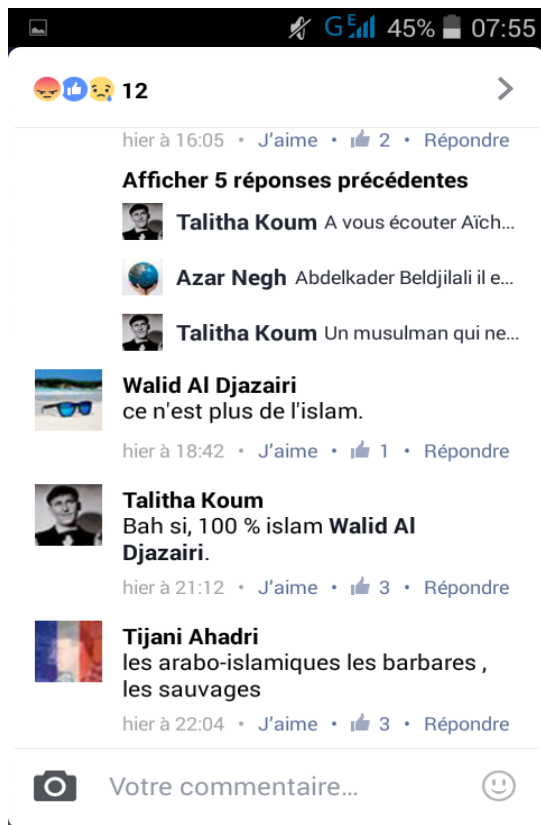 GE 45% 07:55
12
hier à 16:05 • J'aime • 2 • Répondre
Afficher 5 réponses précédentes
Talitha Koum A vous écouter Aïch...
Azar Negh Abdelkader Beldjilali il e...
Talitha Koum Un musulman qui ne...
Walid Al Djazairi
ce n'est plus de l'islam.
hier à 18:42 • J'aime • 1 • Répondre
Talitha Koum
Bah si, 100 % islam Walid Al
Djazairi.
hier à 21:12 • J'aime • 3 • Répondre
Tijani Ahadri
les arabo-islamiques les barbares ,
les sauvages
hier à 22:04 • J'aime • 3 • Répondre
Votre commentaire...